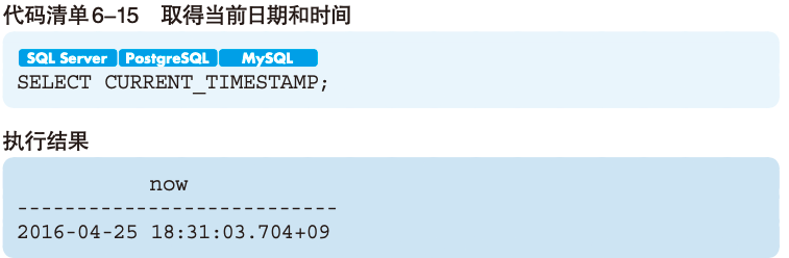 代码清单6-15 取得当前日期和时间
SQL Server PostgreSQL MySQL
SELECT CURRENT_TIMESTAMP;
执行结果
now
---------------------------
2016-04-25 18:31:03.704+09